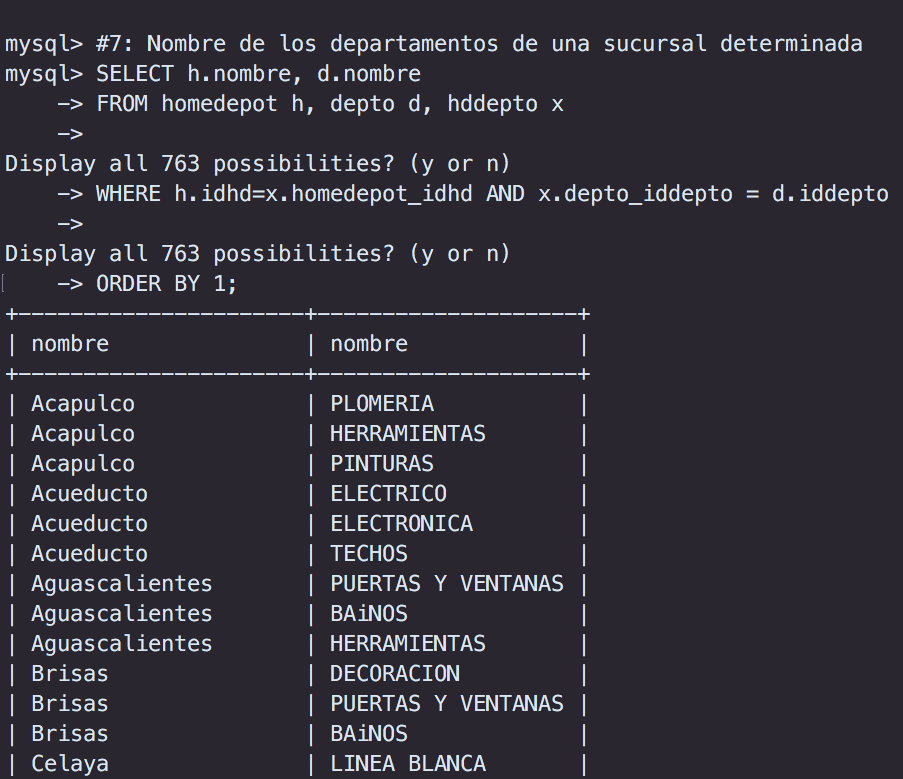 mysql> #7: Nombre de los departamentos de una sucursal determinada
mysql> SELECT h.nombre, d.nombre
    -> FROM homedepot h, depto d, hddepto x
    ->
Display all 763 possibilities? (y or n)
    -> WHERE h.idhd=x.homedepot_idhd AND x.depto_iddepto = d.iddepto
    ->
Display all 763 possibilities? (y or n)
[    -> ORDER BY 1;
+----------------------+--------------------+
| nombre               | nombre             |
+----------------------+--------------------+
| Acapulco             | PLOMERIA           |
| Acapulco             | HERRAMIENTAS       |
| Acapulco             | PINTURAS           |
| Acueducto            | ELECTRICO          |
| Acueducto            | ELECTRONICA        |
| Acueducto            | TECHOS             |
| Aguascalientes       | PUERTAS Y VENTANAS |
| Aguascalientes       | BAiNOS             |
| Aguascalientes       | HERRAMIENTAS       |
| Brisas               | DECORACION         |
| Brisas               | PUERTAS Y VENTANAS |
| Brisas               | BAiNOS             |
| Celaya               | LINEA BLANCA       |